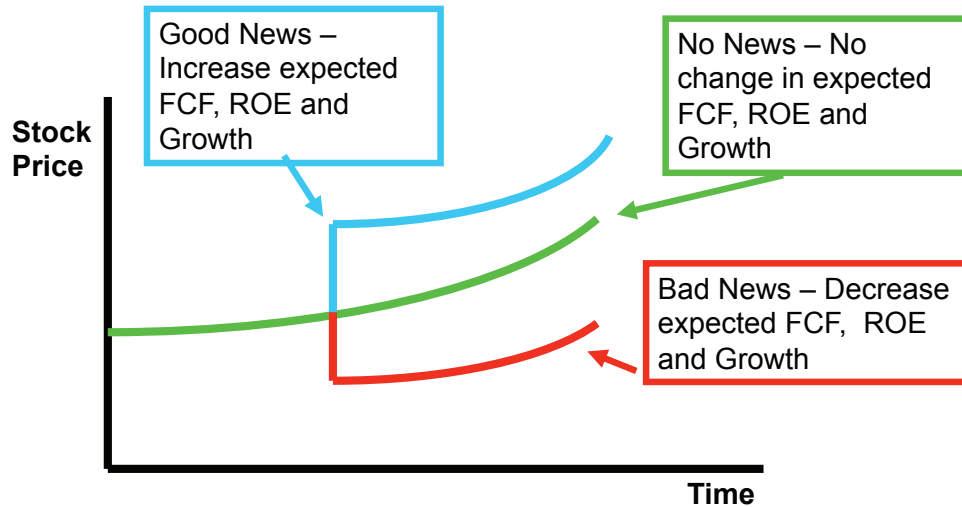 Good News –
Increase expected
FCF, ROE and
Growth
No News – No
change in expected
FCF, ROE and
Growth
Stock
Price
Bad News – Decrease
expected FCF,  ROE
and Growth
Time